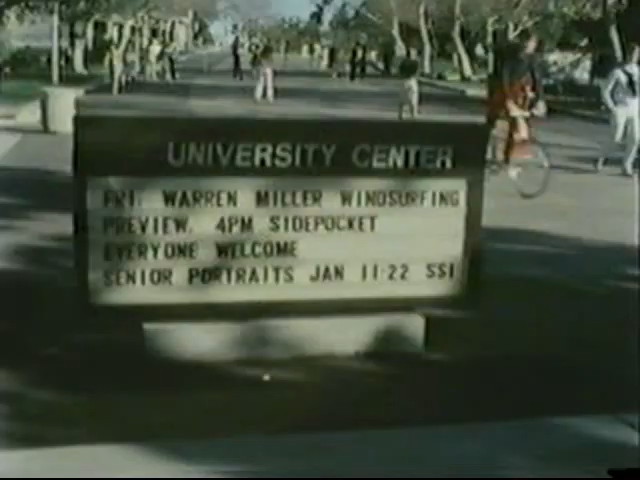 UNIVERSITY CENTER
FRI: WARREN MILLER WINDSURFING
PREVIEW. 4PM SIDEPOCKET
EVERYONE WELCOME
SENIOR PORTRAITS JAN 11-22 SSI